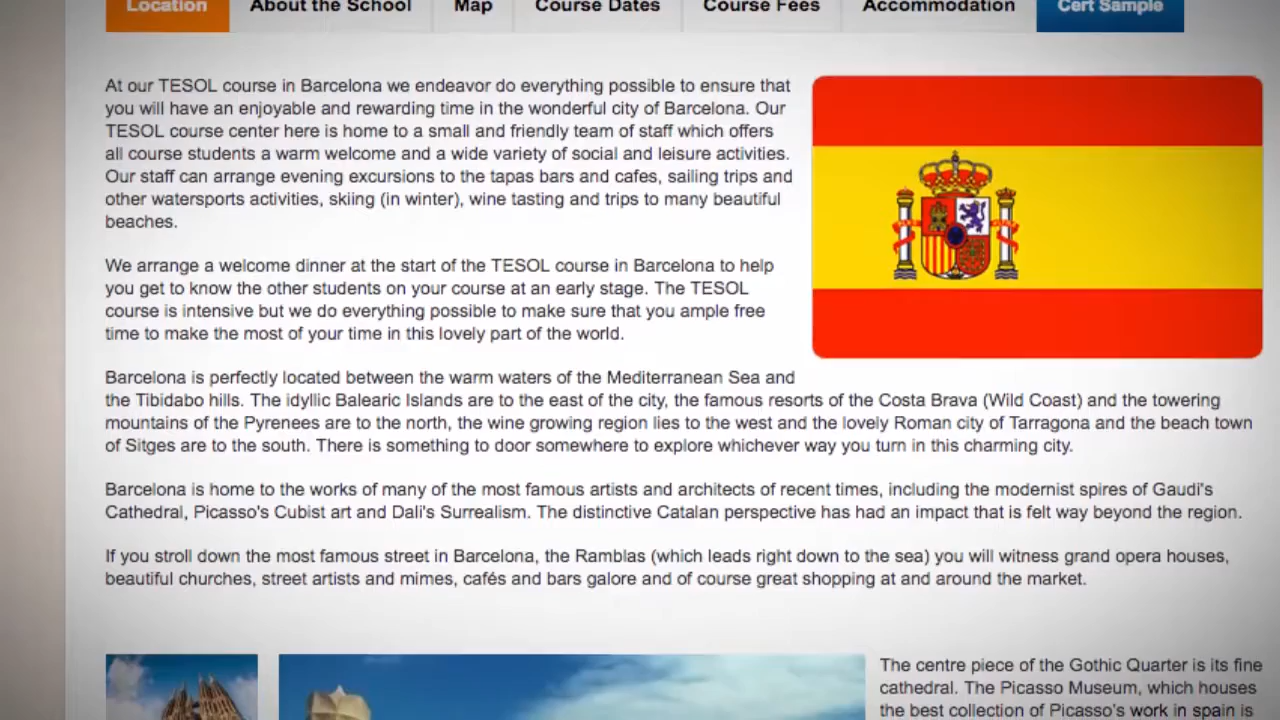 Location
About the School
Map
Course Dates
Course Fees
Accommodation
Cert Sample
At our TESOL course in Barcelona we endeavor do everything possible to ensure that
you will have an enjoyable and rewarding time in the wonderful city of Barcelona. Our
TESOL course center here is home to a small and friendly team of staff which offers
all course students a warm welcome and a wide variety of social and leisure activities.
Our staff can arrange evening excursions to the tapas bars and cafes, sailing trips and
other watersports activities, skiing (in winter), wine tasting and trips to many beautiful
beaches.
We arrange a welcome dinner at the start of the TESOL course in Barcelona to help
you get to know the other students on your course at an early stage. The TESOL
course is intensive but we do everything possible to make sure that you ample free
time to make the most of your time in this lovely part of the world.
Barcelona is perfectly located between the warm waters of the Mediterranean Sea and
the Tibidabo hills. The idyllic Balearic Islands are to the east of the city, the famous resorts of the Costa Brava (Wild Coast) and the towering
mountains of the Pyrenees are to the north, the wine growing region lies to the west and the lovely Roman city of Tarragona and the beach town
of Sitges are to the south. There is something to door somewhere to explore whichever way you turn in this charming city.
Barcelona is home to the works of many of the most famous artists and architects of recent times, including the modernist spires of Gaudi's
Cathedral, Picasso's Cubist art and Dali's Surrealism. The distinctive Catalan perspective has had an impact that is felt way beyond the region.
If you stroll down the most famous street in Barcelona, the Ramblas (which leads right down to the sea) you will witness grand opera houses,
beautiful churches, street artists and mimes, cafés and bars galore and of course great shopping at and around the market.
The centre piece of the Gothic Quarter is its fine
cathedral. The Picasso Museum, which houses
the best collection of Picasso's work in spain is